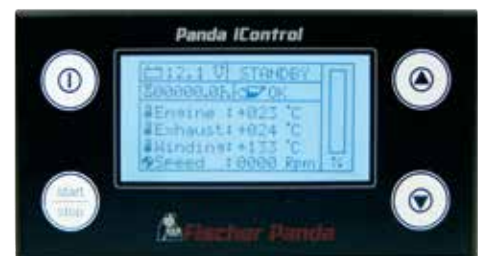 Panda IControl
12.1 V STANDBY
00000.0h OK
Engine :+023 °C
Exhaust:+024 °C
Winding:+133 °C
Speed :0000 Rpm %
start
stop
Fischer Panda